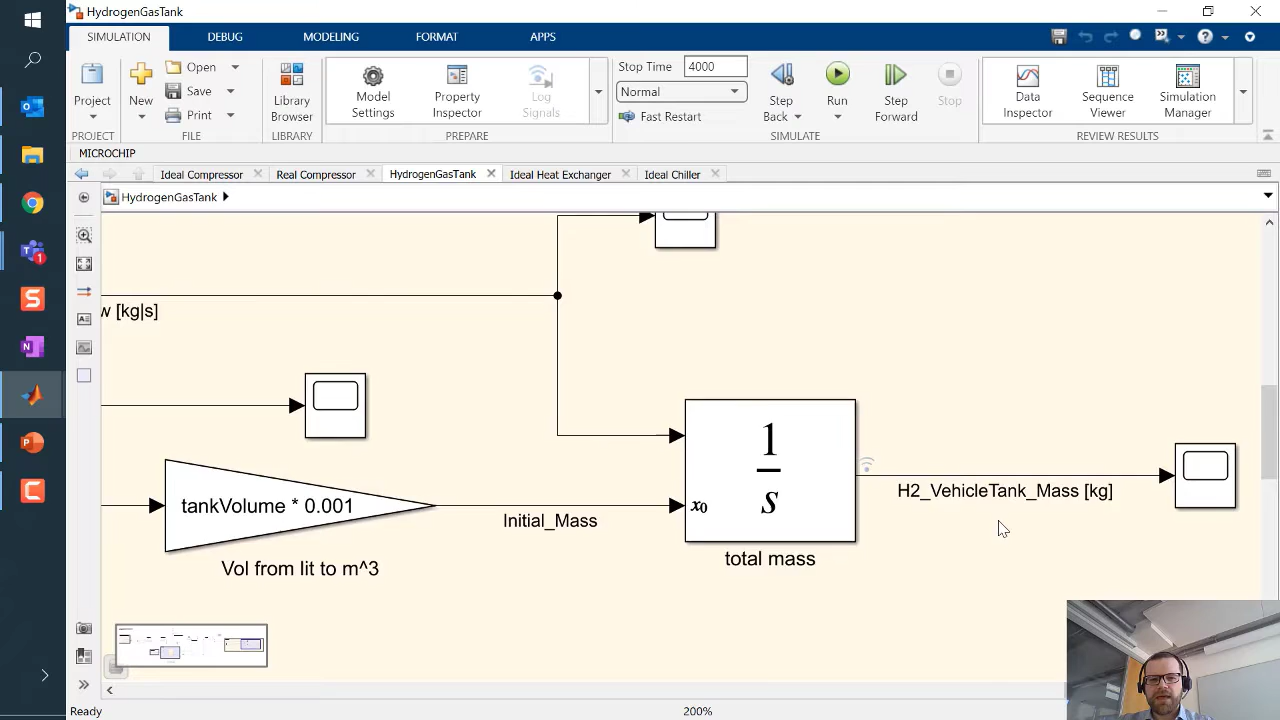 HydrogenGasTank
SIMULATION
DEBUG
MODELING
FORMAT
APPS
Project
New
Open
Save
Print
Library
Browser
Model
Settings
Property
Inspector
Log
Signals
Stop Time 4000
Normal
Fast Restart
Step
Back
Run
Step
Forward
Stop
Data
Inspector
Sequence
Viewer
Simulation
Manager
PROJECT
FILE
LIBRARY
PREPARE
SIMULATE
REVIEW RESULTS
MICROCHIP
Ideal Compressor
Real Compressor
HydrogenGasTank
Ideal Heat Exchanger
Ideal Chiller
HydrogenGasTank
w [kg|s]
1
s
x0
tankVolume * 0.001
Initial_Mass
H2_VehicleTank_Mass [kg]
total mass
Vol from lit to m^3
Ready
200%